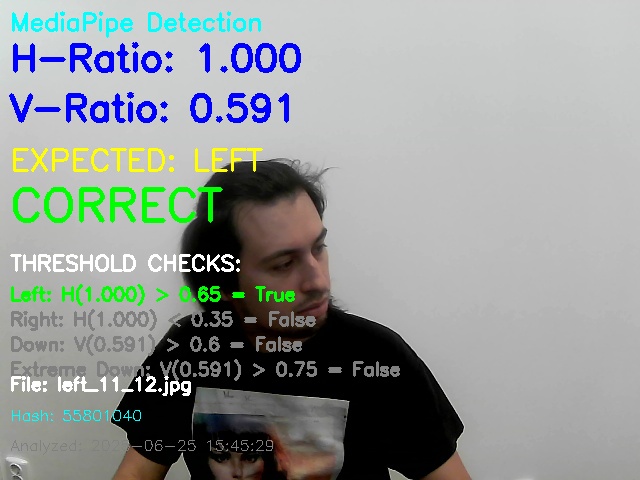 MediaPipe Detection
H-Ratio: 1.000
V-Ratio: 0.591
EXPECTED: LEFT
CORRECT
THRESHOLD CHECKS:
Left: H(1.000) > 0.65 = True
Right: H(1.000) < 0.35 = False
Down: V(0.591) > 0.6 = False
Extreme Down: V(0.591) > 0.75 = False
File: left_11_12.jpg
Hash: 55801040
Analyzed: -06-25 15:45:29